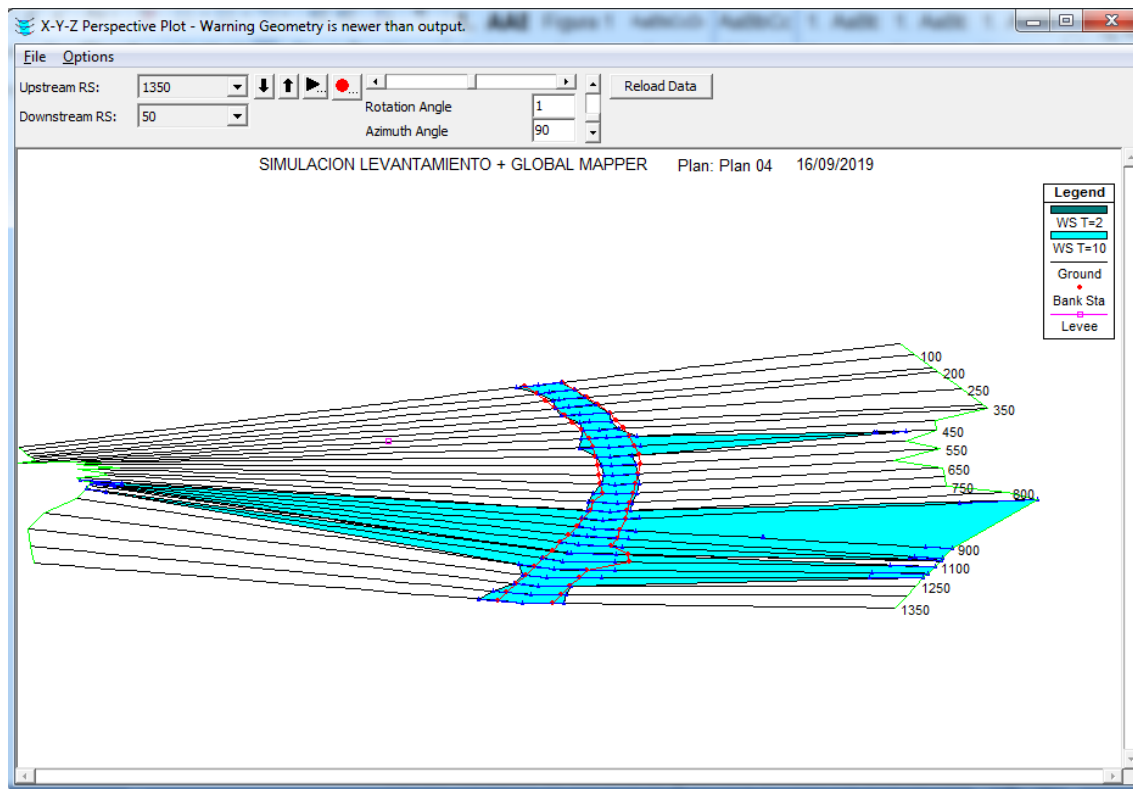 X-Y-Z Perspective Plot - Warning Geometry is newer than output.
File Options
Upstream RS: 1350
Downstream RS: 50
Reload Data
Rotation Angle 1
Azimuth Angle 90
SIMULACION LEVANTAMIENTO + GLOBAL MAPPER Plan: Plan 04 16/09/2019
Legend
WS T=2
WS T=10
Ground
Bank Sta
Levee
100
200
250
350
450
550
650
750
800
900
1100
1250
1350